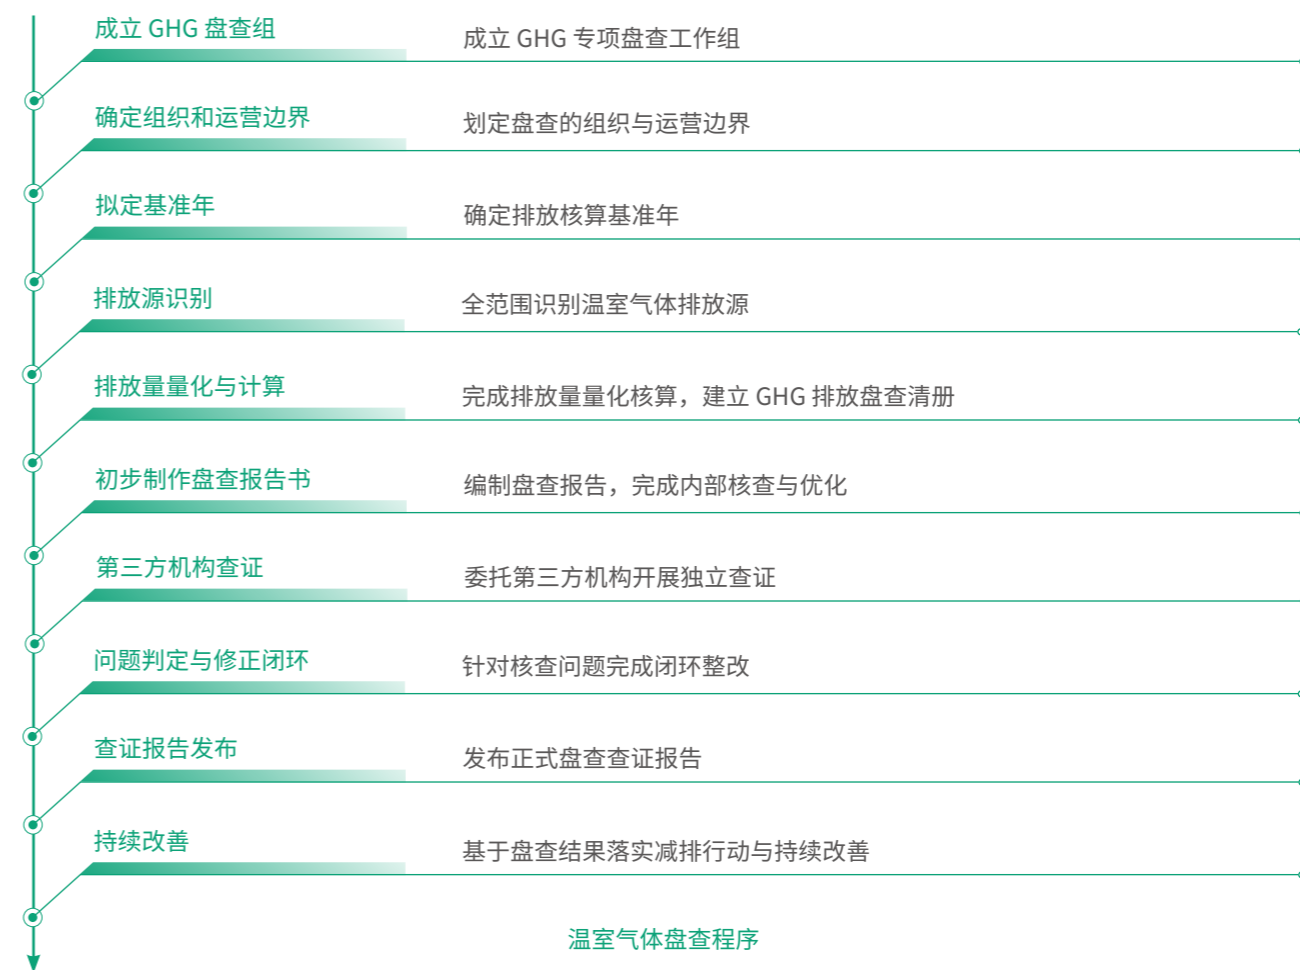 成立 GHG 盘查组
成立 GHG 专项盘查工作组
确定组织和运营边界
划定盘查的组织与运营边界
拟定基准年
确定排放核算基准年
排放源识别
全范围识别温室气体排放源
排放量量化与计算
完成排放量量化核算，建立 GHG 排放盘查清册
初步制作盘查报告书
编制盘查报告，完成内部核查与优化
第三方机构查证
委托第三方机构开展独立查证
问题判定与修正闭环
针对核查问题完成闭环整改
查证报告发布
发布正式盘查查证报告
持续改善
基于盘查结果落实减排行动与持续改善
温室气体盘查程序